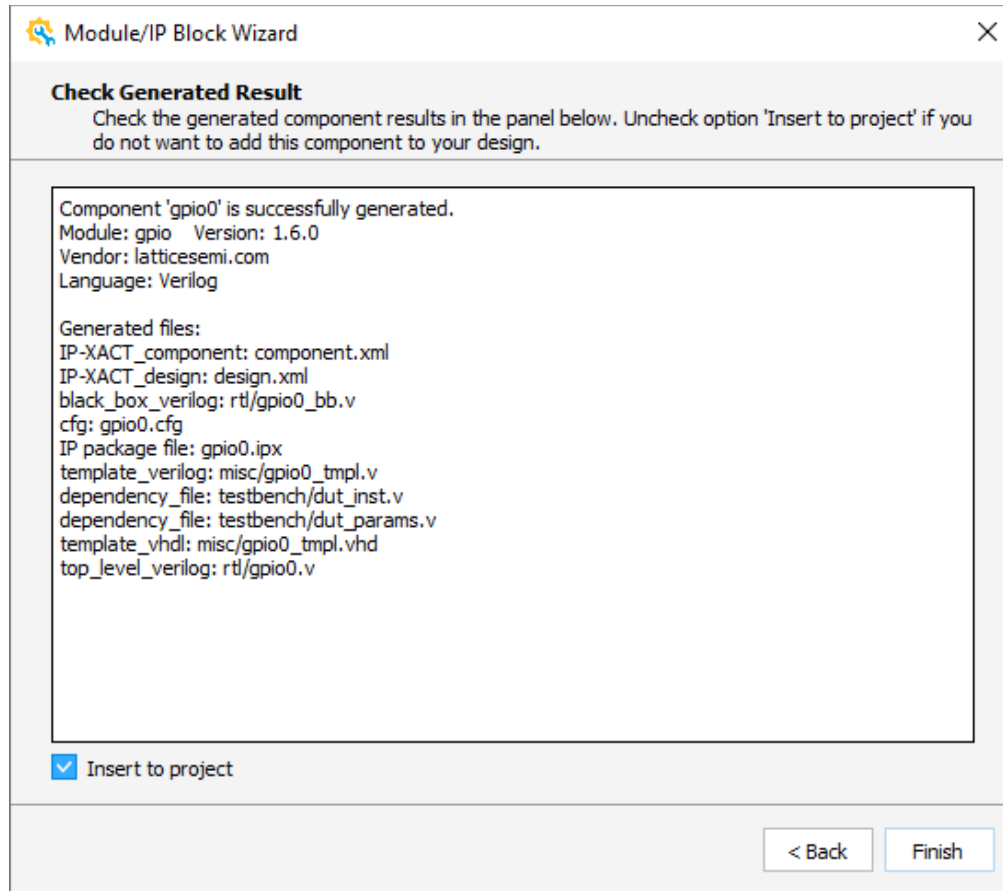 Module/IP Block Wizard
Check Generated Result
Check the generated component results in the panel below. Uncheck option 'Insert to project' if you
do not want to add this component to your design.
Component 'gpio0' is successfully generated.
Module: gpio    Version: 1.6.0
Vendor: latticesemi.com
Language: Verilog
Generated files:
IP-XACT_component: component.xml
IP-XACT_design: design.xml
black_box_verilog: rtl/gpio0_bb.v
cfg: gpio0.cfg
IP package file: gpio0.ipx
template_verilog: misc/gpio0_tmpl.v
dependency_file: testbench/dut_inst.v
dependency_file: testbench/dut_params.v
template_vhdl: misc/gpio0_tmpl.vhd
top_level_verilog: rtl/gpio0.v
Insert to project
< Back    Finish